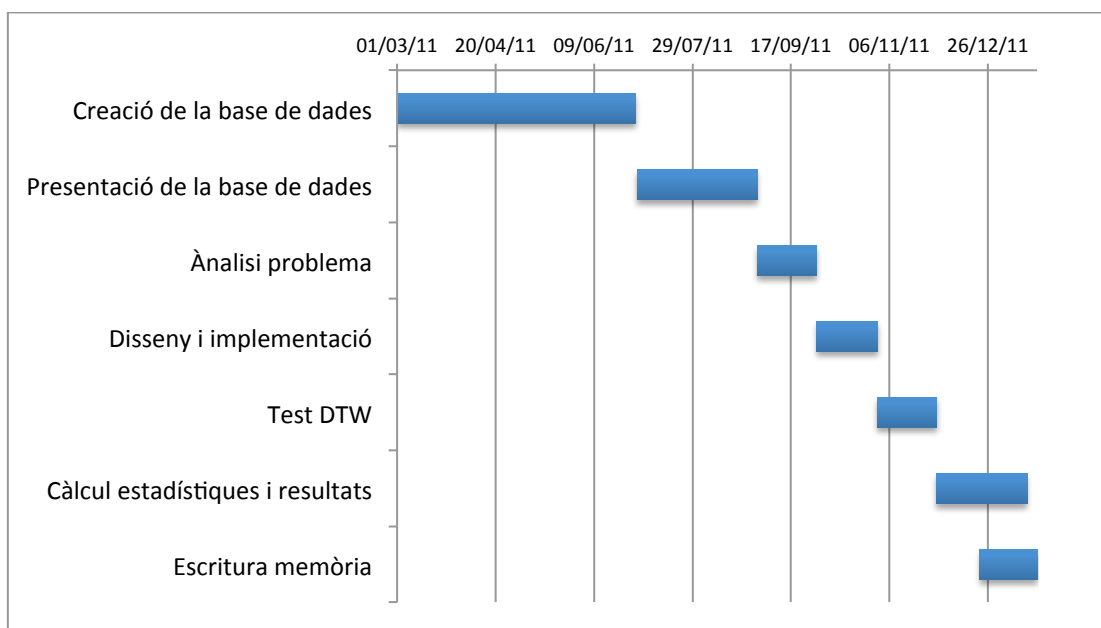 01/03/11 20/04/11 09/06/11 29/07/11 17/09/11 06/11/11 26/12/11
Creació de la base de dades
Presentació de la base de dades
Ànalisi problema
Disseny i implementació
Test DTW
Càlcul estadístiques i resultats
Escritura memòria